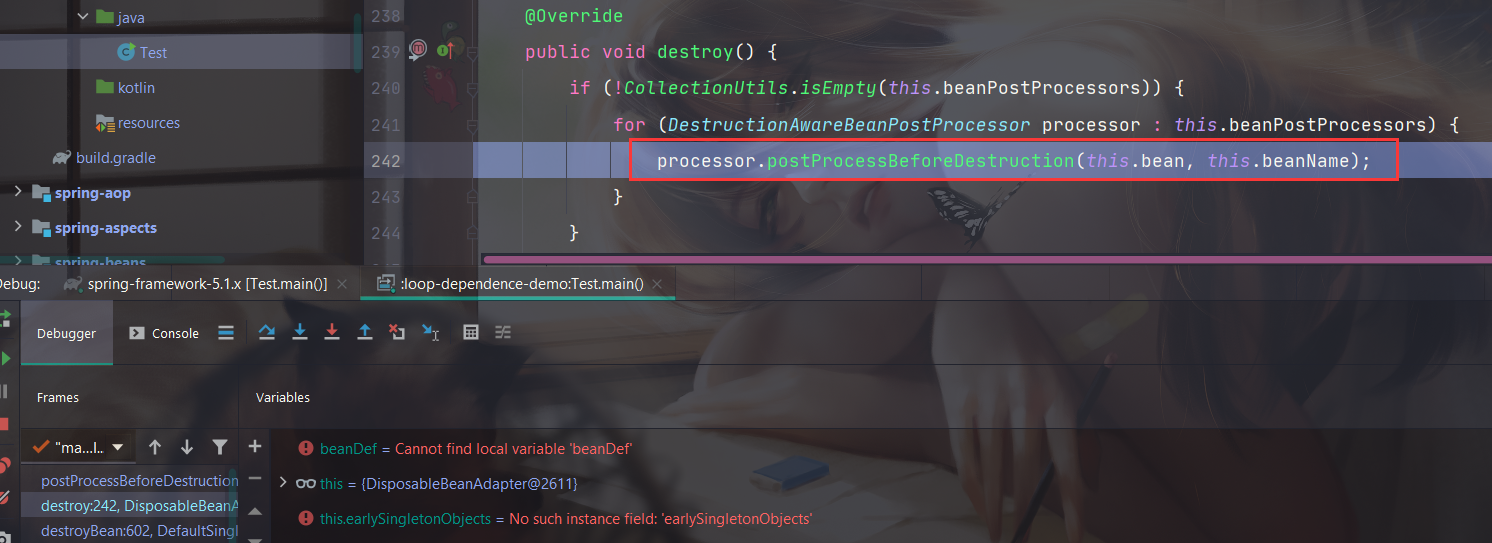 java
Test
kotlin
resources
build.gradle
spring-aop
spring-aspects
spring-beans
238 @Override
239 public void destroy() {
240 if (!CollectionUtils.isEmpty(this.beanPostProcessors)) {
241 for (DestructionAwareBeanPostProcessor processor : this.beanPostProcessors) {
242 processor.postProcessBeforeDestruction(this.bean, this.beanName);
243 }
244 }
Debug: spring-framework-5.1.x [Test.main()] :loop-dependence-demo:Test.main()
Debugger Console
Frames Variables
"ma...l...
postProcessBeforeDestruction
destroy:242, DisposableBeanA
destroyBean:602, DefaultSingl
beanDef = Cannot find local variable 'beanDef'
this = {DisposableBeanAdapter@2611}
this.earlySingletonObjects = No such instance field: 'earlySingletonObjects'